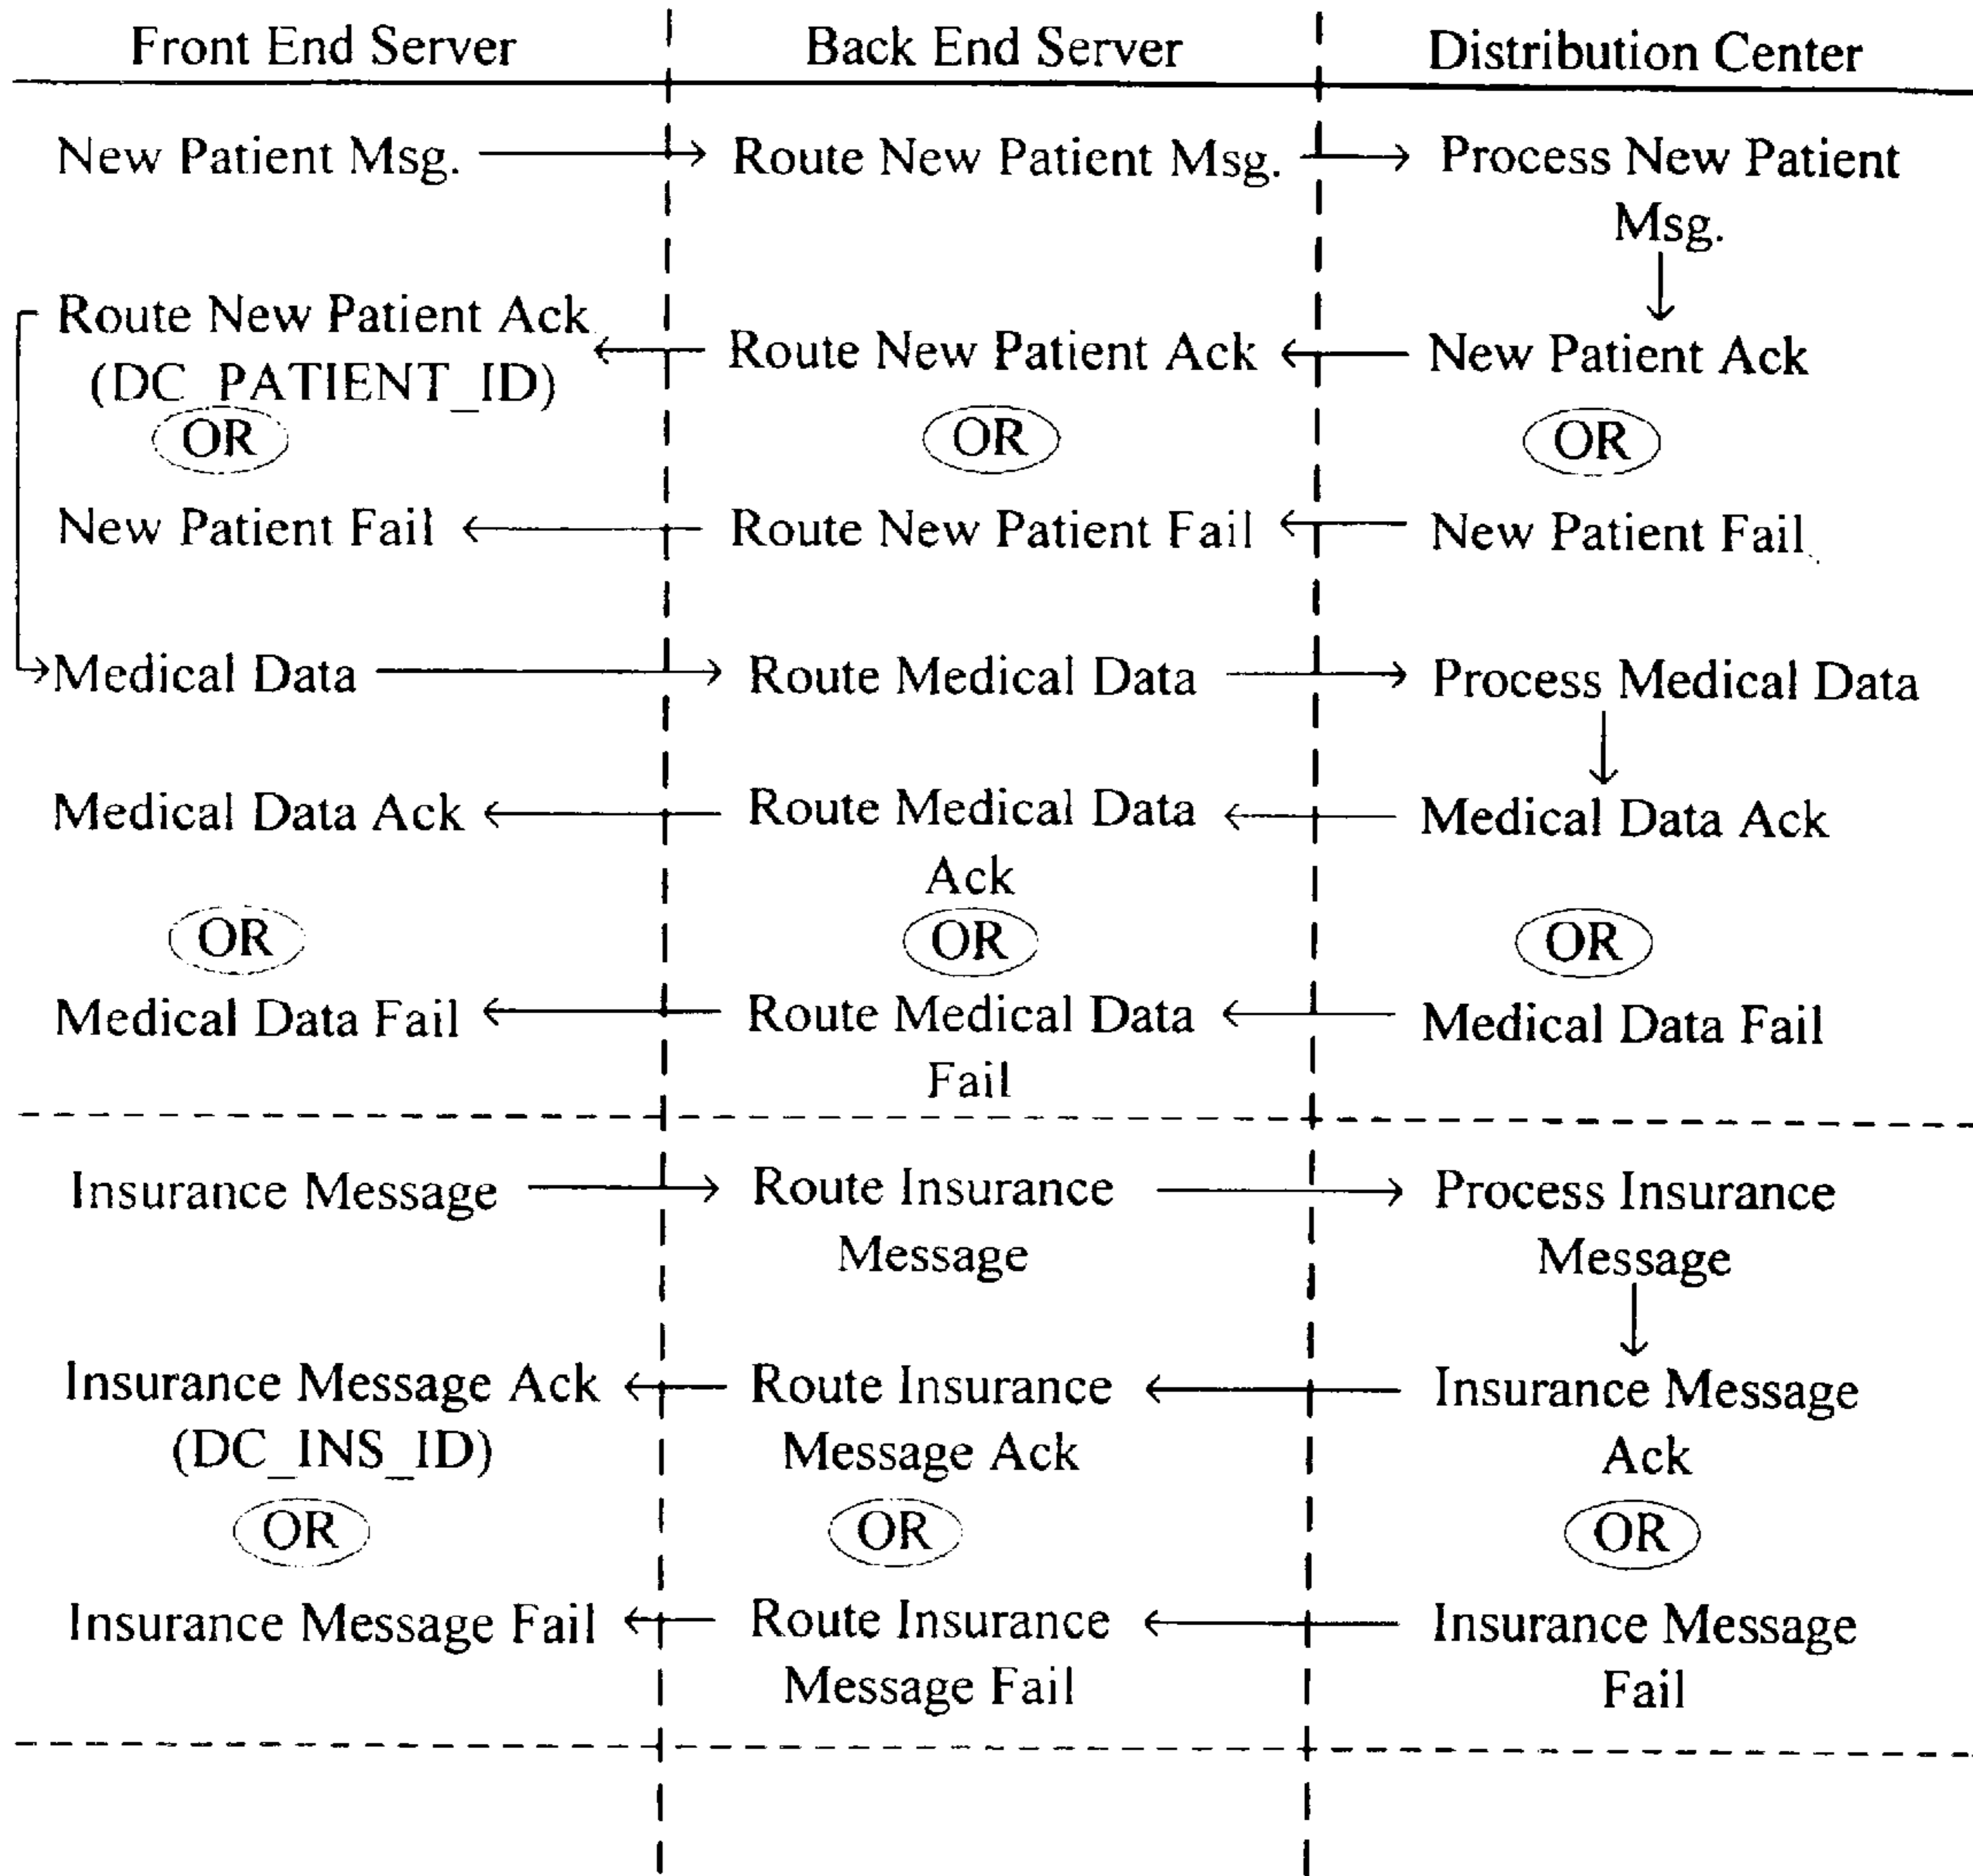 Front End Server
Back End Server
Distribution Center
New Patient Msg.
Route New Patient Msg.
Process New Patient
Msg.
Route New Patient Ack
(DC_PATIENT_ID)
Route New Patient Ack
New Patient Ack
OR
OR
OR
New Patient Fail
Route New Patient Fail
New Patient Fail
Medical Data
Route Medical Data
Process Medical Data
Medical Data Ack
Route Medical Data
Ack
Medical Data Ack
OR
OR
OR
Medical Data Fail
Route Medical Data
Fail
Medical Data Fail
Insurance Message
Route Insurance
Message
Process Insurance
Message
Insurance Message Ack
(DC_INS_ID)
Route Insurance
Message Ack
Insurance Message
Ack
OR
OR
OR
Insurance Message Fail
Route Insurance
Message Fail
Insurance Message
Fail